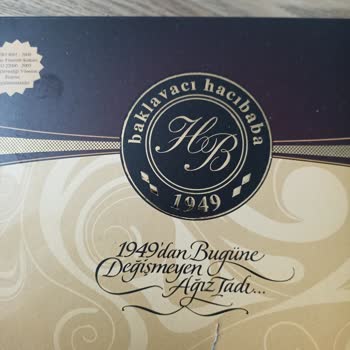 baklavacı hacıbaba
HB
1949
1949'dan Bugüne
Değişmeyen
Ağız Tadı...